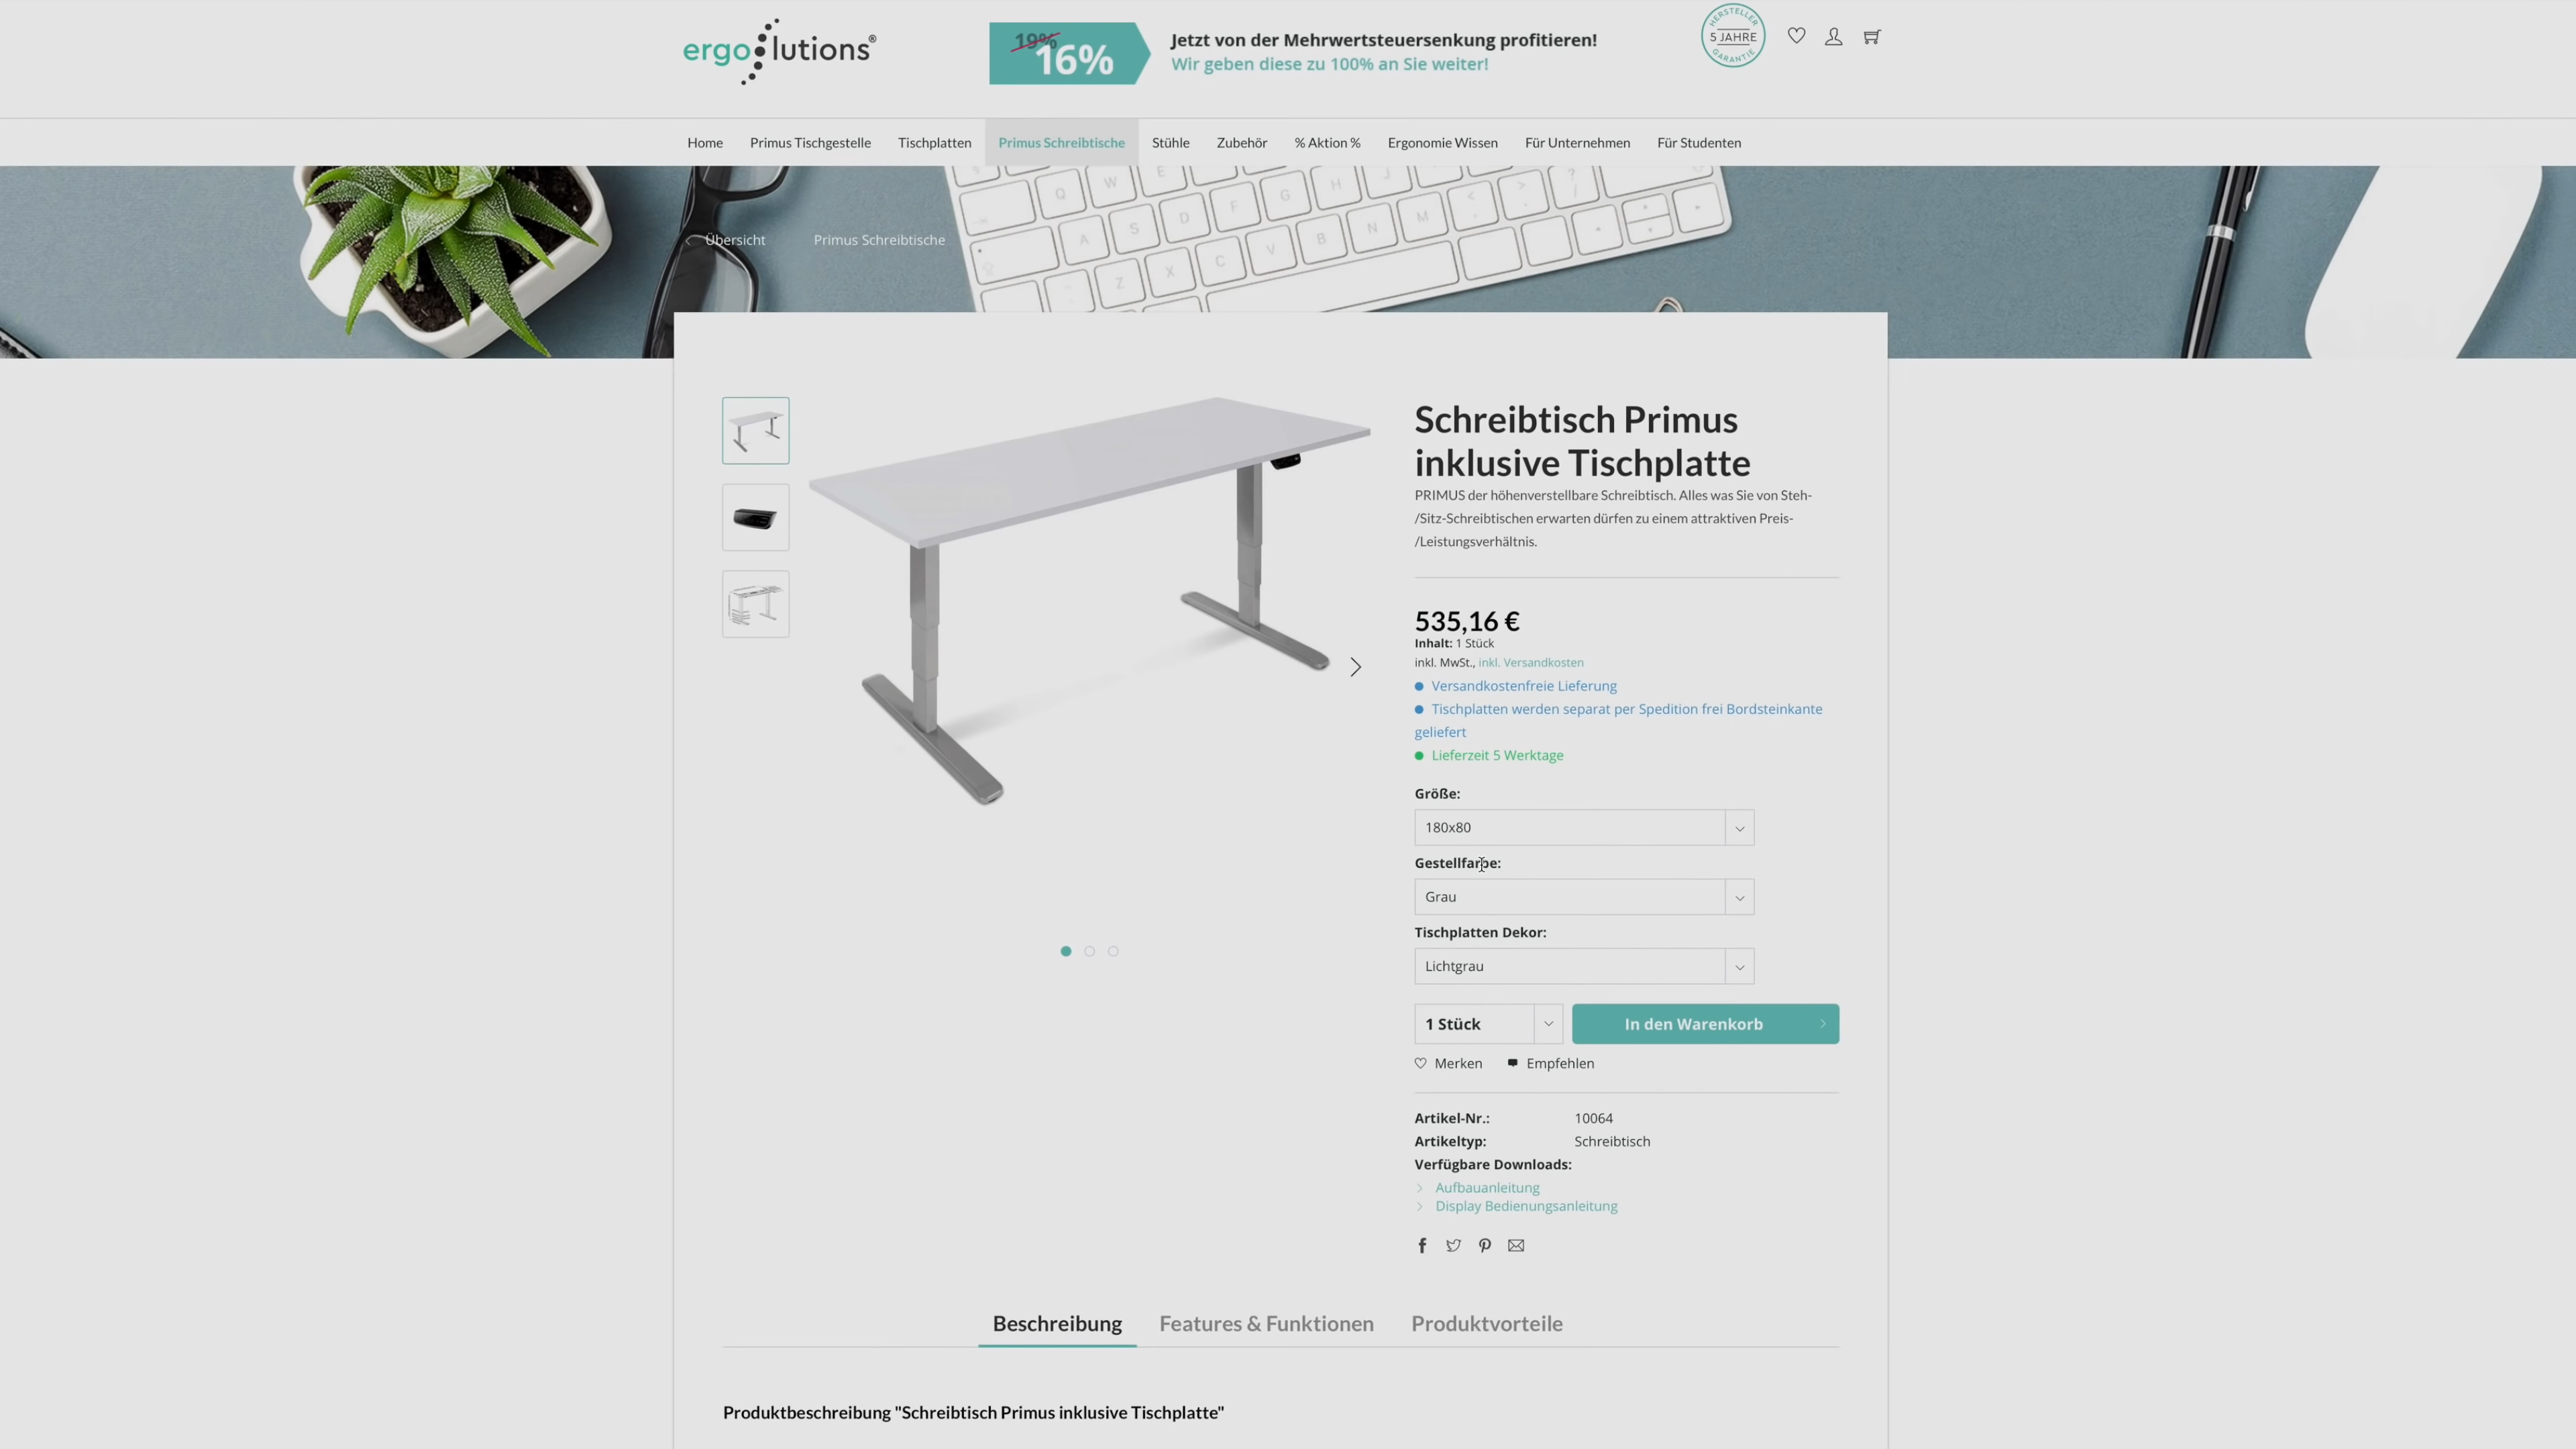 ergo lutions®
19%
16%
Jetzt von der Mehrwertsteuersenkung profitieren!
Wir geben diese zu 100% an Sie weiter!
HERSTELLER
5 JAHRE
GARANTIE
Home Primus Tischgestelle Tischplatten Primus Schreibtische Stühle Zubehör % Aktion % Ergonomie Wissen Für Unternehmen Für Studenten
Übersicht Primus Schreibtische
Q W E
A S D F G H J
Z X C V B N M < > ? /
Schreibtisch Primus
inklusive Tischplatte
PRIMUS der höhenverstellbare Schreibtisch. Alles was Sie von Steh-
/Sitz-Schreibtischen erwarten dürfen zu einem attraktiven Preis-
/Leistungsverhältnis.
535,16 €
Inhalt: 1 Stück
inkl. MwSt., inkl. Versandkosten
Versandkostenfreie Lieferung
Tischplatten werden separat per Spedition frei Bordsteinkante
geliefert
Lieferzeit 5 Werktage
Größe:
180x80
Gestellfarbe:
Grau
Tischplatten Dekor:
Lichtgrau
1 Stück In den Warenkorb
Merken Empfehlen
Artikel-Nr.: 10064
Artikeltyp: Schreibtisch
Verfügbare Downloads:
Aufbauanleitung
Display Bedienungsanleitung
Beschreibung Features & Funktionen Produktvorteile
Produktbeschreibung "Schreibtisch Primus inklusive Tischplatte"